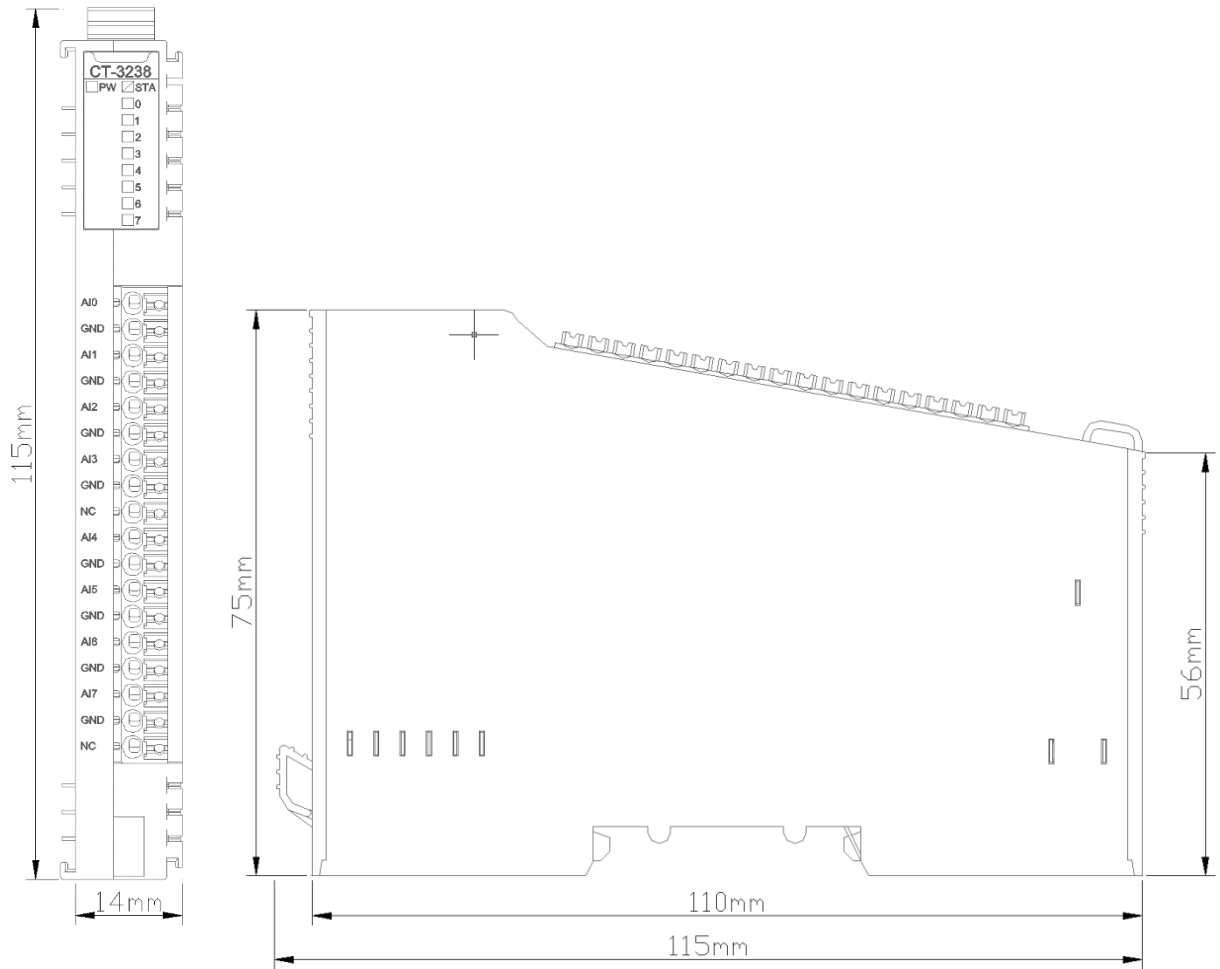 CT-3238
PW STA
0
1
2
3
4
5
6
7
AI0
GND
AI1
GND
AI2
GND
AI3
GND
NC
AI4
GND
AI5
GND
AI6
GND
AI7
GND
NC
115mm
14mm
75mm
56mm
110mm
115mm